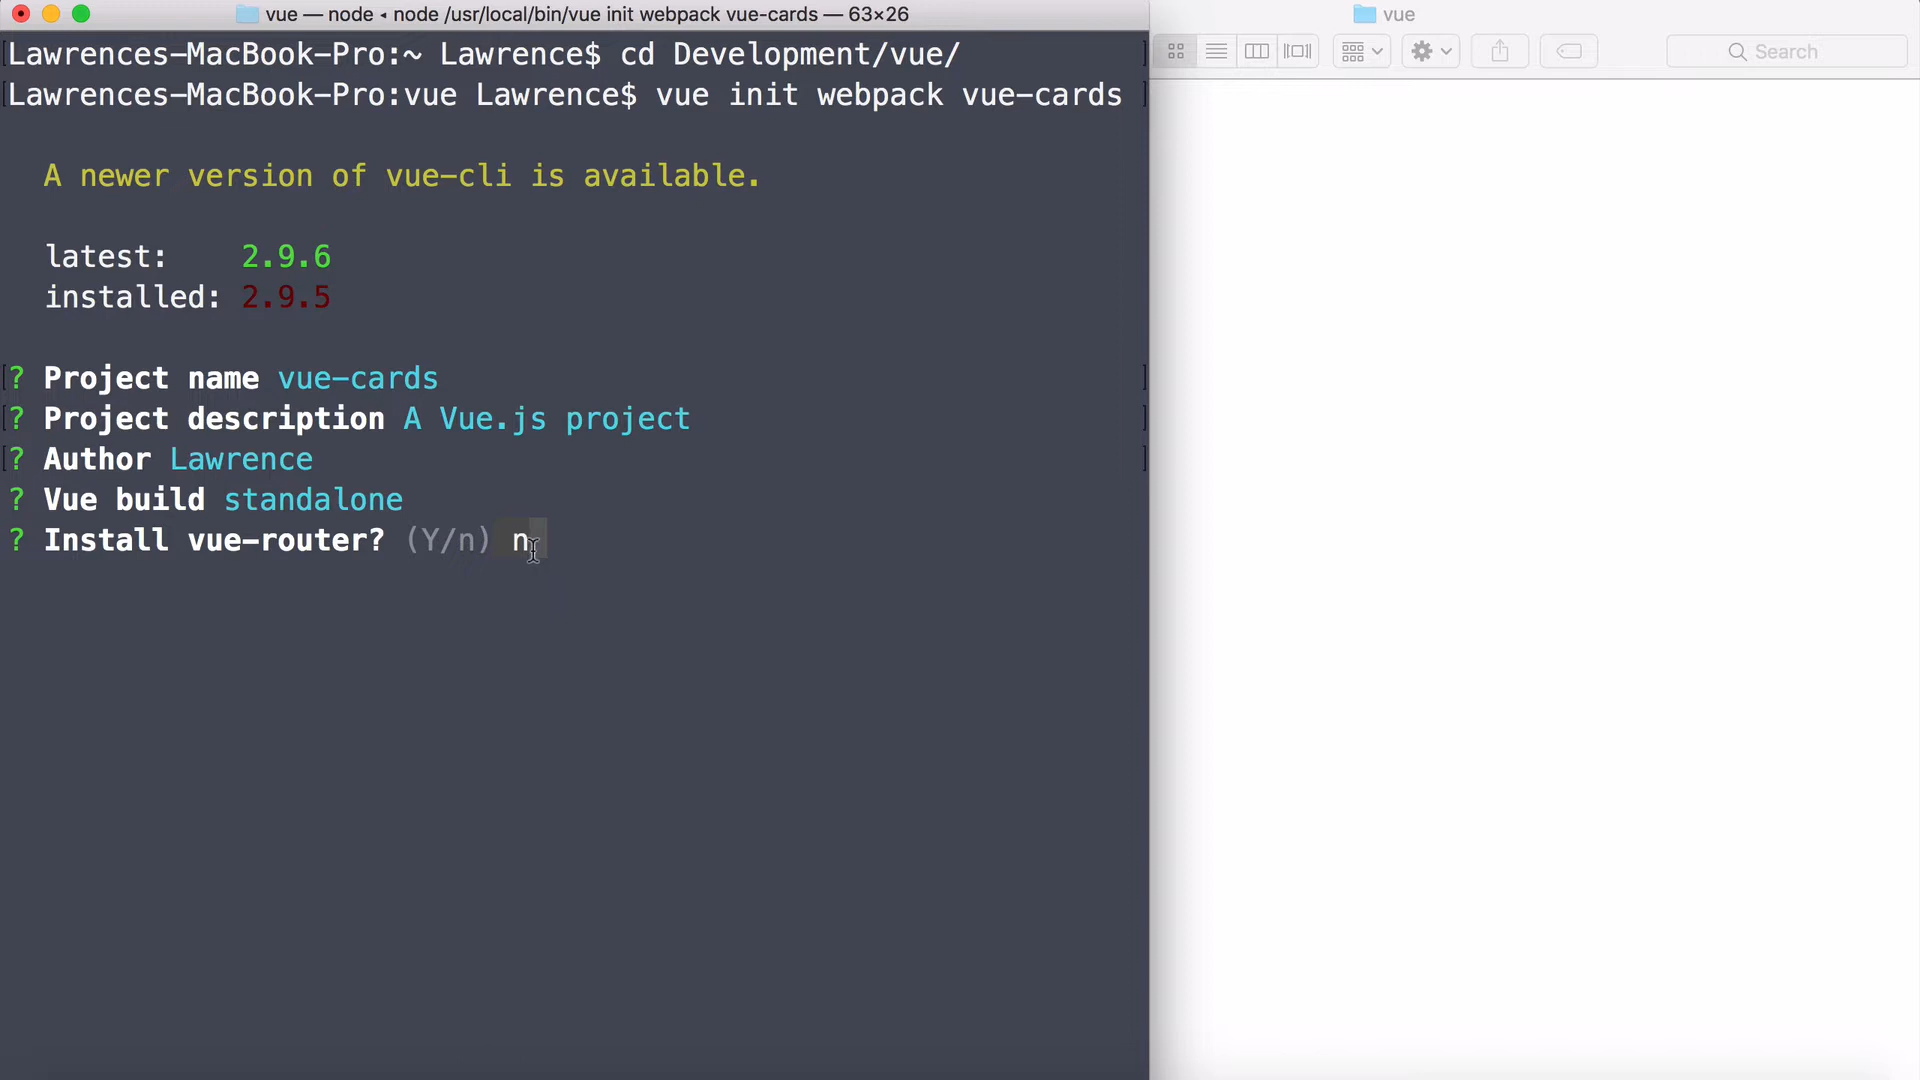 vue — node ◂ node /usr/local/bin/vue init webpack vue-cards — 63×26
Lawrences-MacBook-Pro:~ Lawrence$ cd Development/vue/
Lawrences-MacBook-Pro:vue Lawrence$ vue init webpack vue-cards
A newer version of vue-cli is available.
latest: 2.9.6
installed: 2.9.5
? Project name vue-cards
? Project description A Vue.js project
? Author Lawrence
? Vue build standalone
? Install vue-router? (Y/n) n
vue
Search